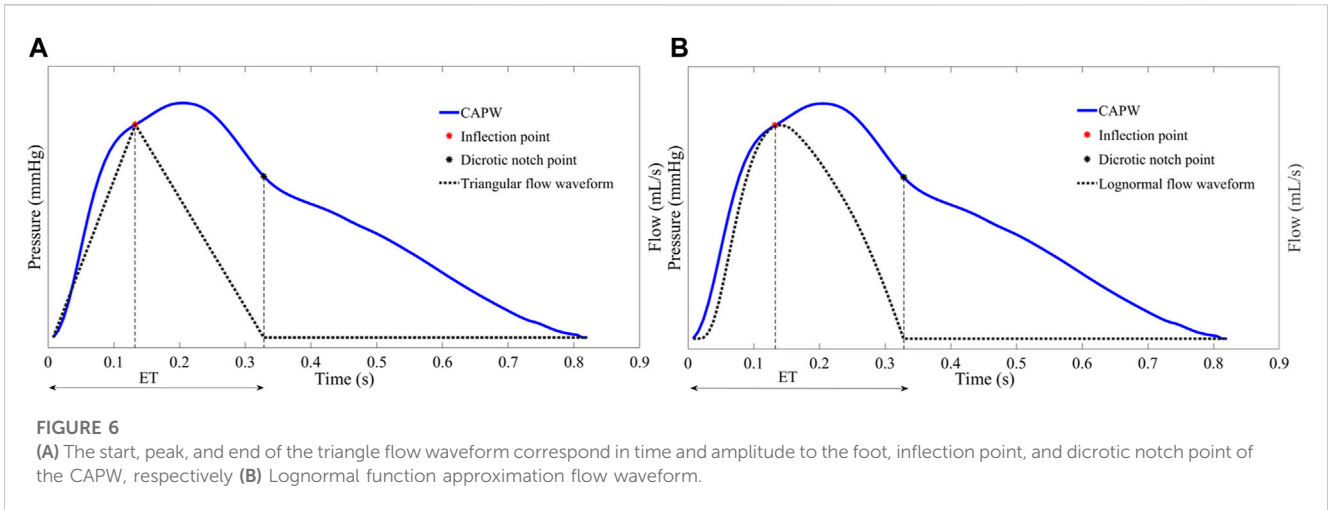 A
Pressure (mmHg)
CAPW
Inflection point
Dicrotic notch point
Triangular flow waveform
Flow (mL/s)
0 0.1 0.2 0.3 0.4 0.5 0.6 0.7 0.8 0.9
ET
Time (s)
B
Pressure (mmHg)
CAPW
Inflection point
Dicrotic notch point
Lognormal flow waveform
Flow (mL/s)
0 0.1 0.2 0.3 0.4 0.5 0.6 0.7 0.8 0.9
ET
Time (s)
FIGURE 6
(A) The start, peak, and end of the triangle flow waveform correspond in time and amplitude to the foot, inflection point, and dicrotic notch point of
the CAPW, respectively (B) Lognormal function approximation flow waveform.